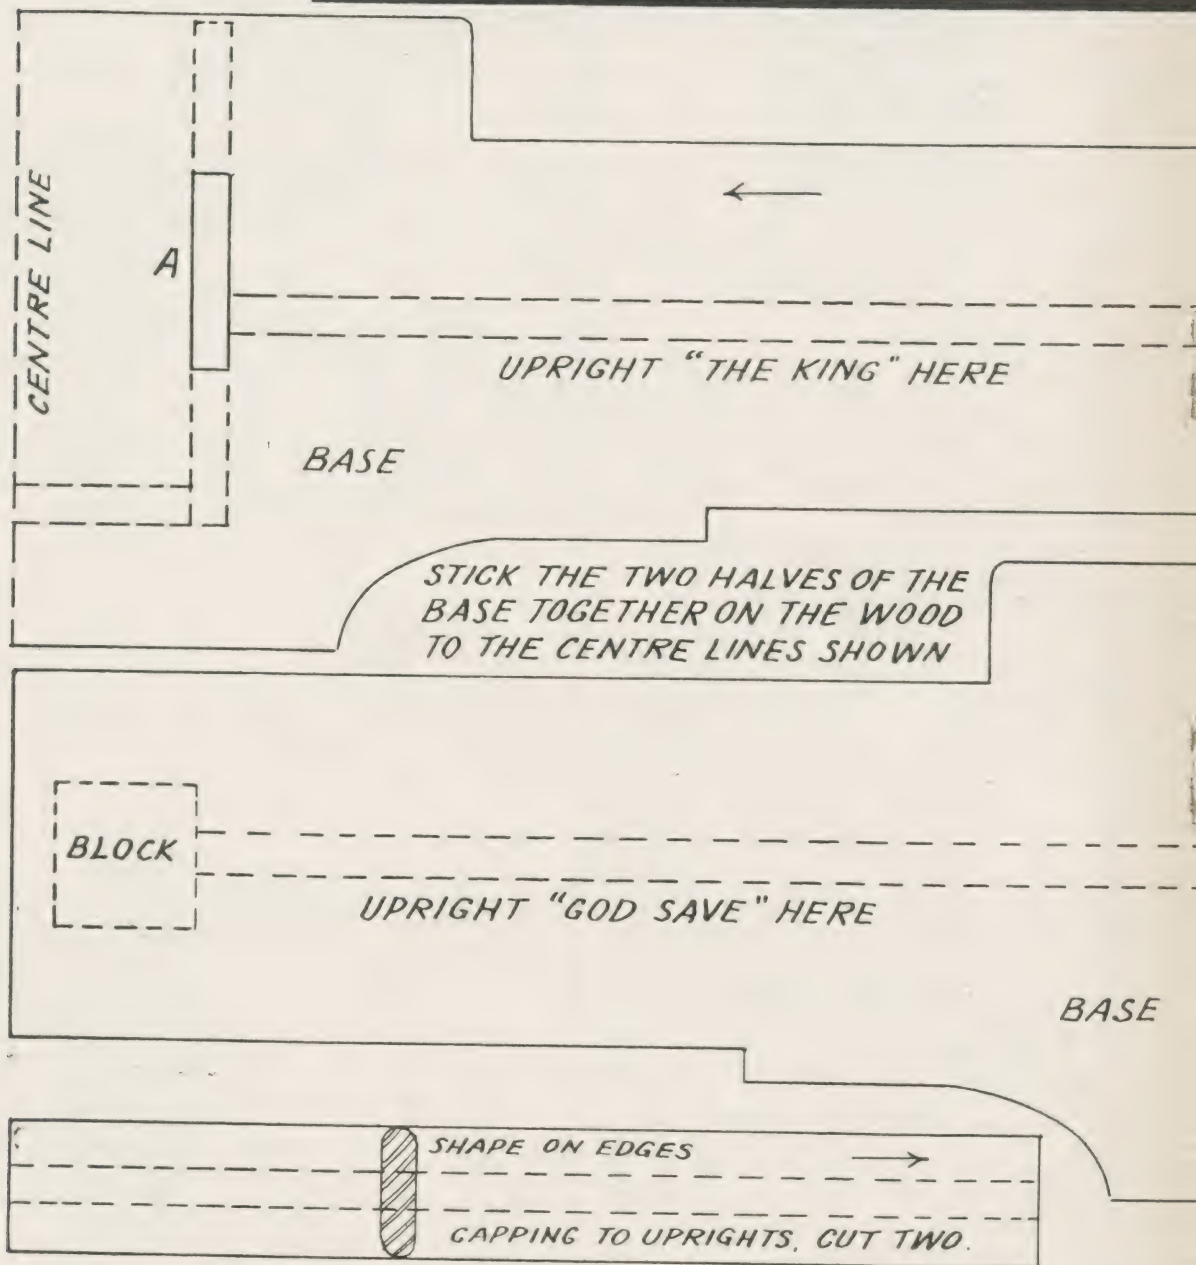 CENTRE LINE
A
UPRIGHT "THE KING" HERE
BASE
STICK THE TWO HALVES OF THE
BASE TOGETHER ON THE WOOD
TO THE CENTRE LINES SHOWN
BLOCK
UPRIGHT "GOD SAVE" HERE
BASE
SHAPE ON EDGES
CAPPING TO UPRIGHTS, CUT TWO.